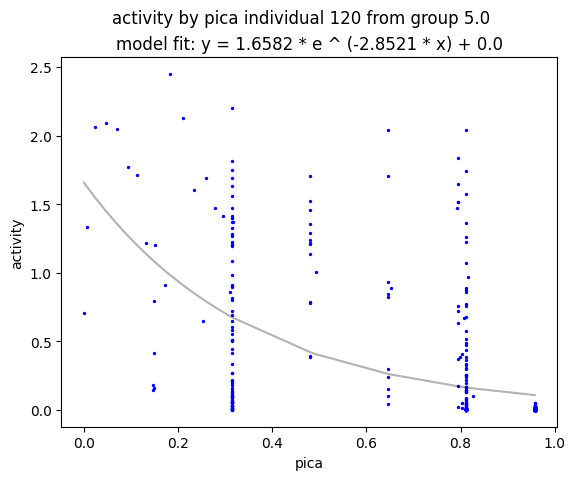 activity by pica individual 120 from group 5.0
model fit: y = 1.6582 * e ^ (-2.8521 * x) + 0.0
2.5
2.0
1.5
1.0
0.5
0.0
activity
0.0 0.2 0.4 0.6 0.8 1.0
pica